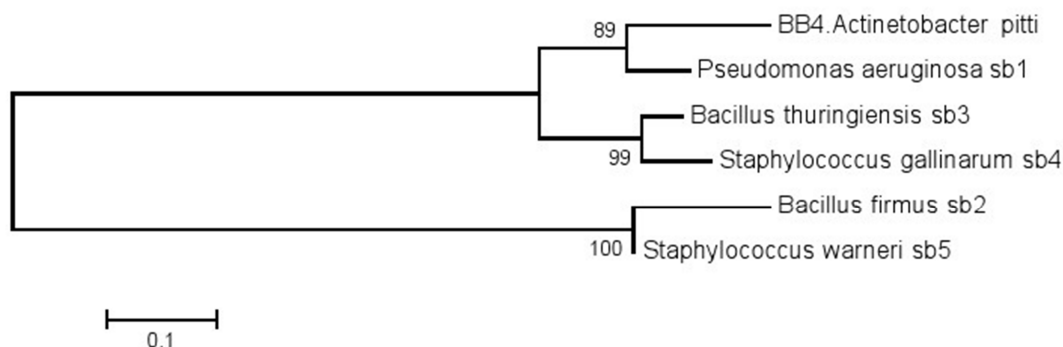 89
BB4.Actinetobacter pitti
Pseudomonas aeruginosa sb1
Bacillus thuringiensis sb3
99
Staphylococcus gallinarum sb4
Bacillus firmus sb2
100
Staphylococcus warneri sb5
0.1